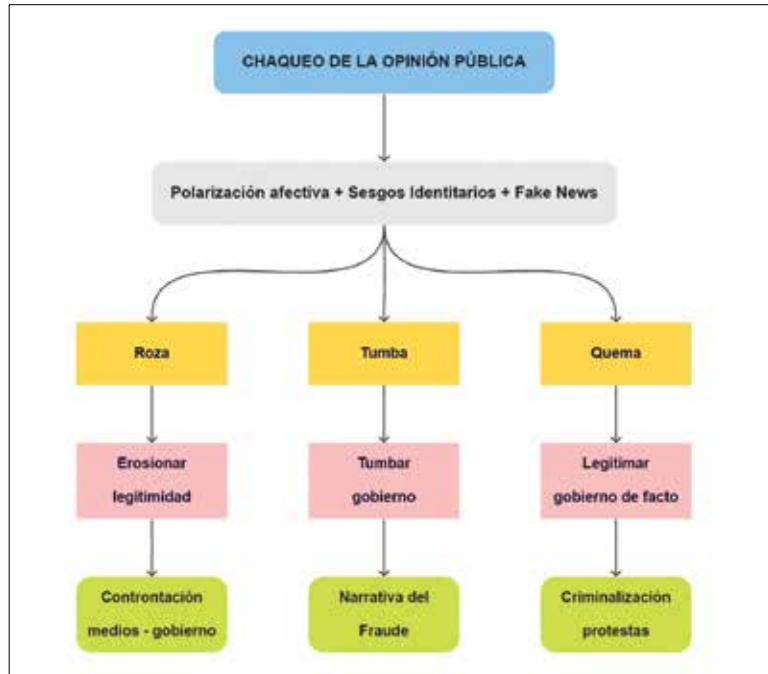 CHAQUEO DE LA OPINIÓN PÚBLICA
Polarización afectiva + Sesgos Identitarios + Fake News
Roza
Tumba
Quema
Erosionar
legitimidad
Tumbar
gobierno
Legitimar
gobierno de facto
Controntación
medios - gobierno
Narrativa del
Fraude
Criminalización
protestas